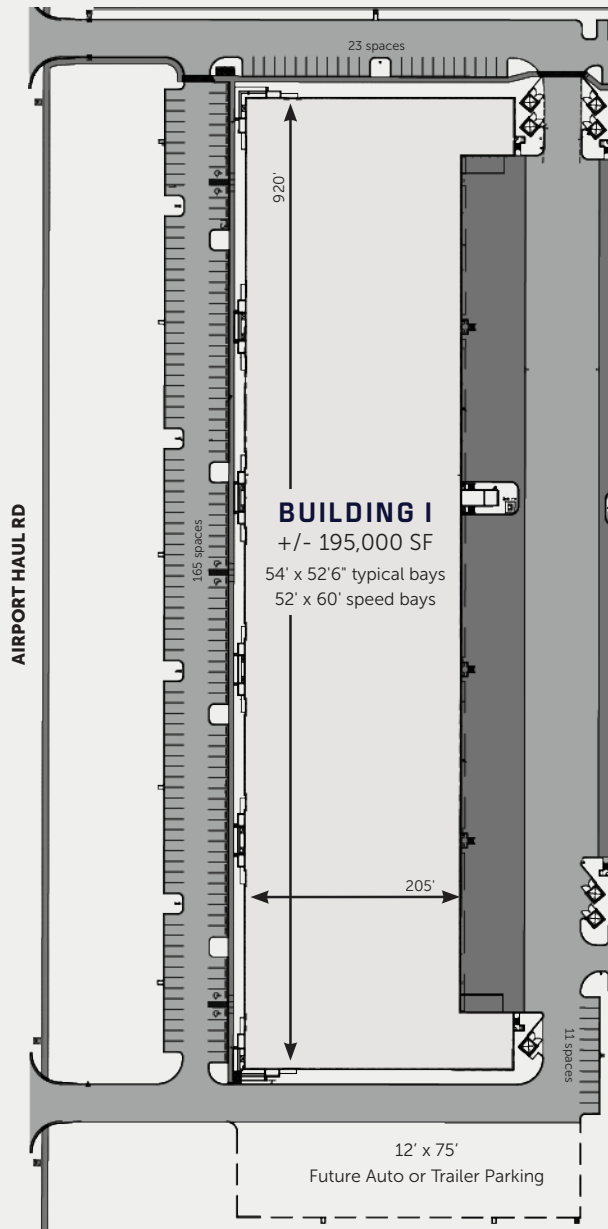 23 spaces
920'
AIRPORT HAUL RD
165 spaces
BUILDING I
+/- 195,000 SF
54' x 52'6" typical bays
52' x 60' speed bays
205'
11 spaces
12' x 75'
Future Auto or Trailer Parking